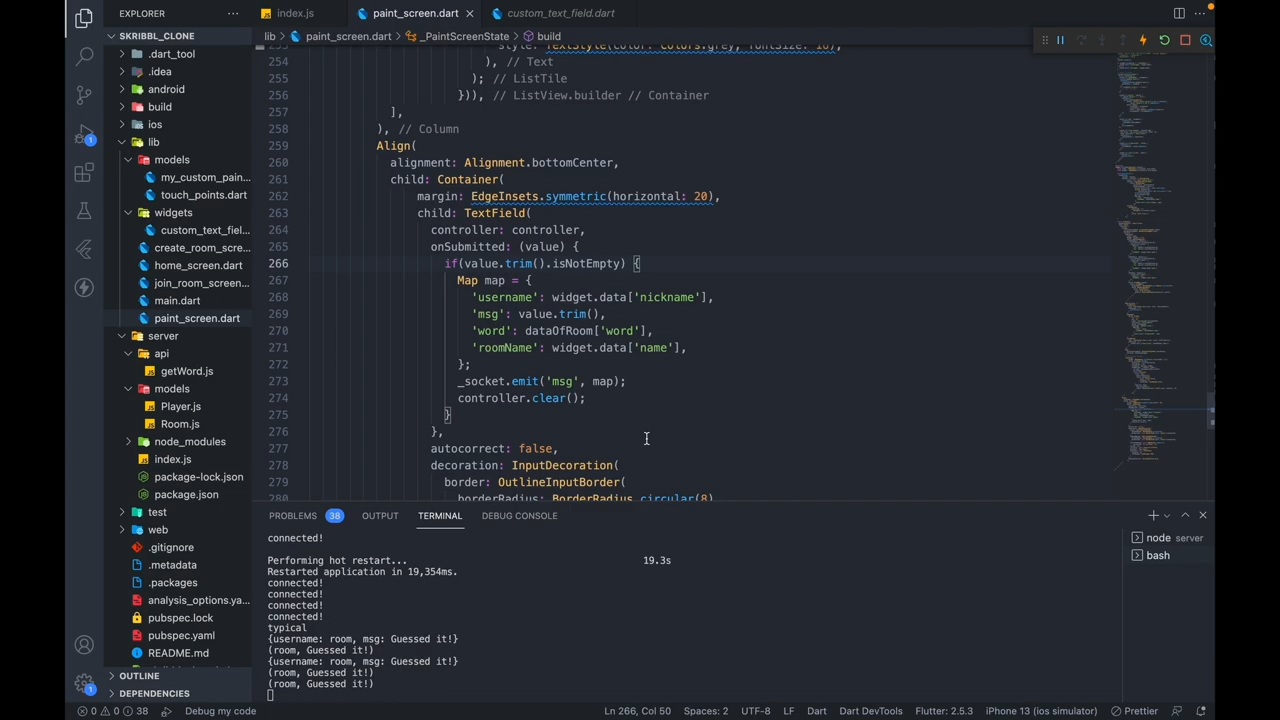 EXPLORER
···
index.js
paint_screen.dart
custom_text_field.dart
SKRIBBL_CLONE
lib > paint_screen.dart > _PaintScreenState > build
.dart_tool
.idea
android
build
ios
lib
models
my_custom_pain...
torch_points.dart
widgets
custom_text_fiel...
create_room_scre...
home_screen.dart
join_room_screen...
main.dart
paint_screen.dart
server
api
getWord.js
models
Player.js
Room.js
node_modules
index.js
package-lock.json
package.json
test
web
.gitignore
.metadata
.packages
analysis_options.ya...
pubspec.lock
pubspec.yaml
README.md
OUTLINE
DEPENDENCIES
1
1
253 style: TextStyle(color: Colors.grey, fontSize: 16),
254 ), // Text
255 ); // ListTile
256 })), // ListView.builder // Container
257 ],
258 ), // Column
259 Align(
260 alignment: Alignment.bottomCenter,
261 child: Container(
262 margin: EdgeInsets.symmetric(horizontal: 20),
263 child: TextField(
264 controller: controller,
265 onSubmitted: (value) {
266 if(value.trim().isNotEmpty) {
267 Map map = {
268 'username': widget.data['nickname'],
269 'msg': value.trim(),
270 'word': dataOfRoom['word'],
271 'roomName': widget.data['name'],
272 };
273 _socket.emit('msg', map);
274 controller.clear();
275 }
276 },
277 autocorrect: false,
278 decoration: InputDecoration(
279 border: OutlineInputBorder(
280 borderRadius: BorderRadius.circular(8)
PROBLEMS 38 OUTPUT TERMINAL DEBUG CONSOLE
connected!
Performing hot restart... 19.3s
Restarted application in 19,354ms.
connected!
connected!
connected!
connected!
typical
{username: room, msg: Guessed it!}
(room, Guessed it!)
{username: room, msg: Guessed it!}
(room, Guessed it!)
(room, Guessed it!)
node server
bash
0 0 38 Debug my code
Ln 266, Col 50 Spaces: 2 UTF-8 LF Dart Dart DevTools Flutter: 2.5.3 iPhone 13 (ios simulator) Prettier